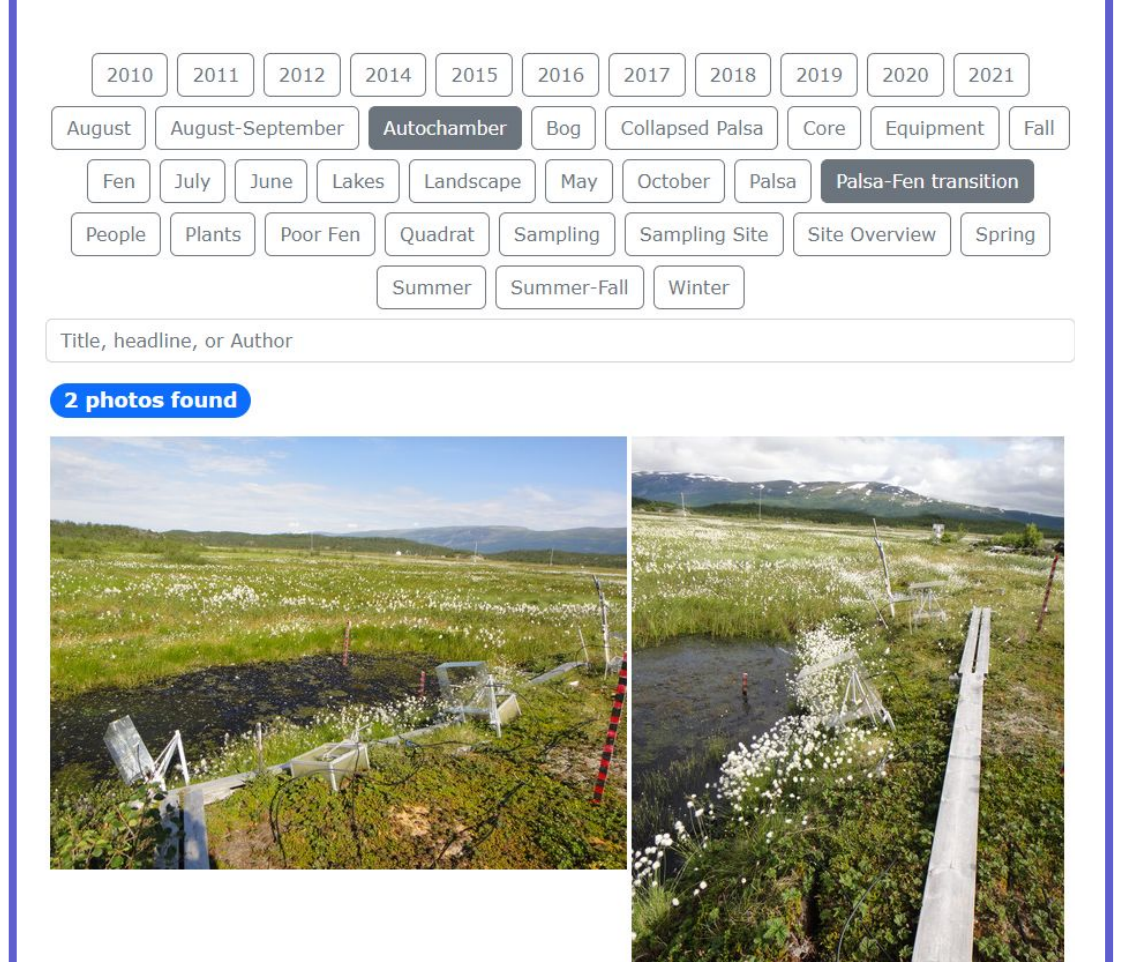 2010 2011 2012 2014 2015 2016 2017 2018 2019 2020 2021
August August-September Autochamber Bog Collapsed Palsa Core Equipment Fall
Fen July June Lakes Landscape May October Palsa Palsa-Fen transition
People Plants Poor Fen Quadrat Sampling Sampling Site Site Overview Spring
Summer Summer-Fall Winter
Title, headline, or Author
2 photos found